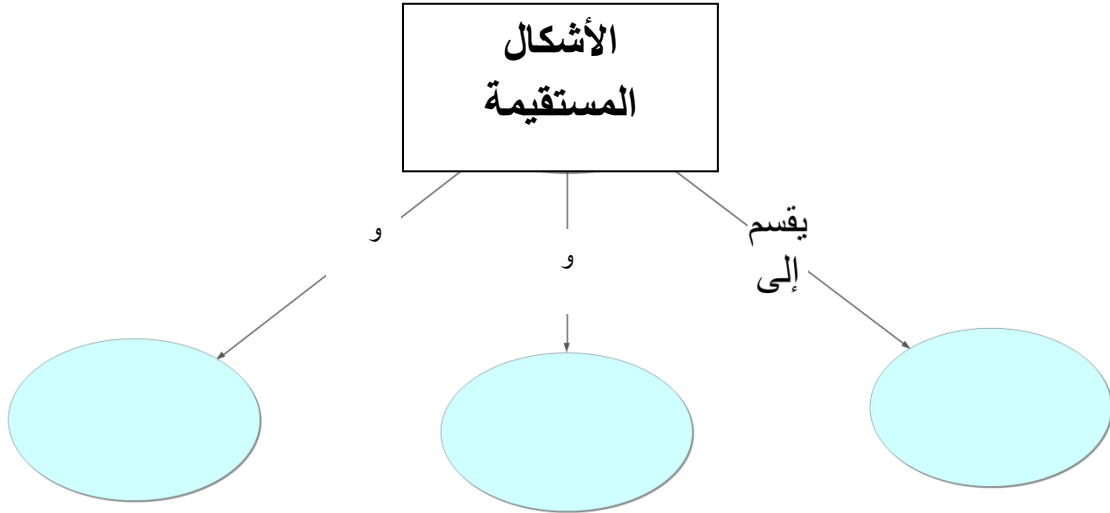 الأشكال
المستقيمة
يقسم
إلى
و
و